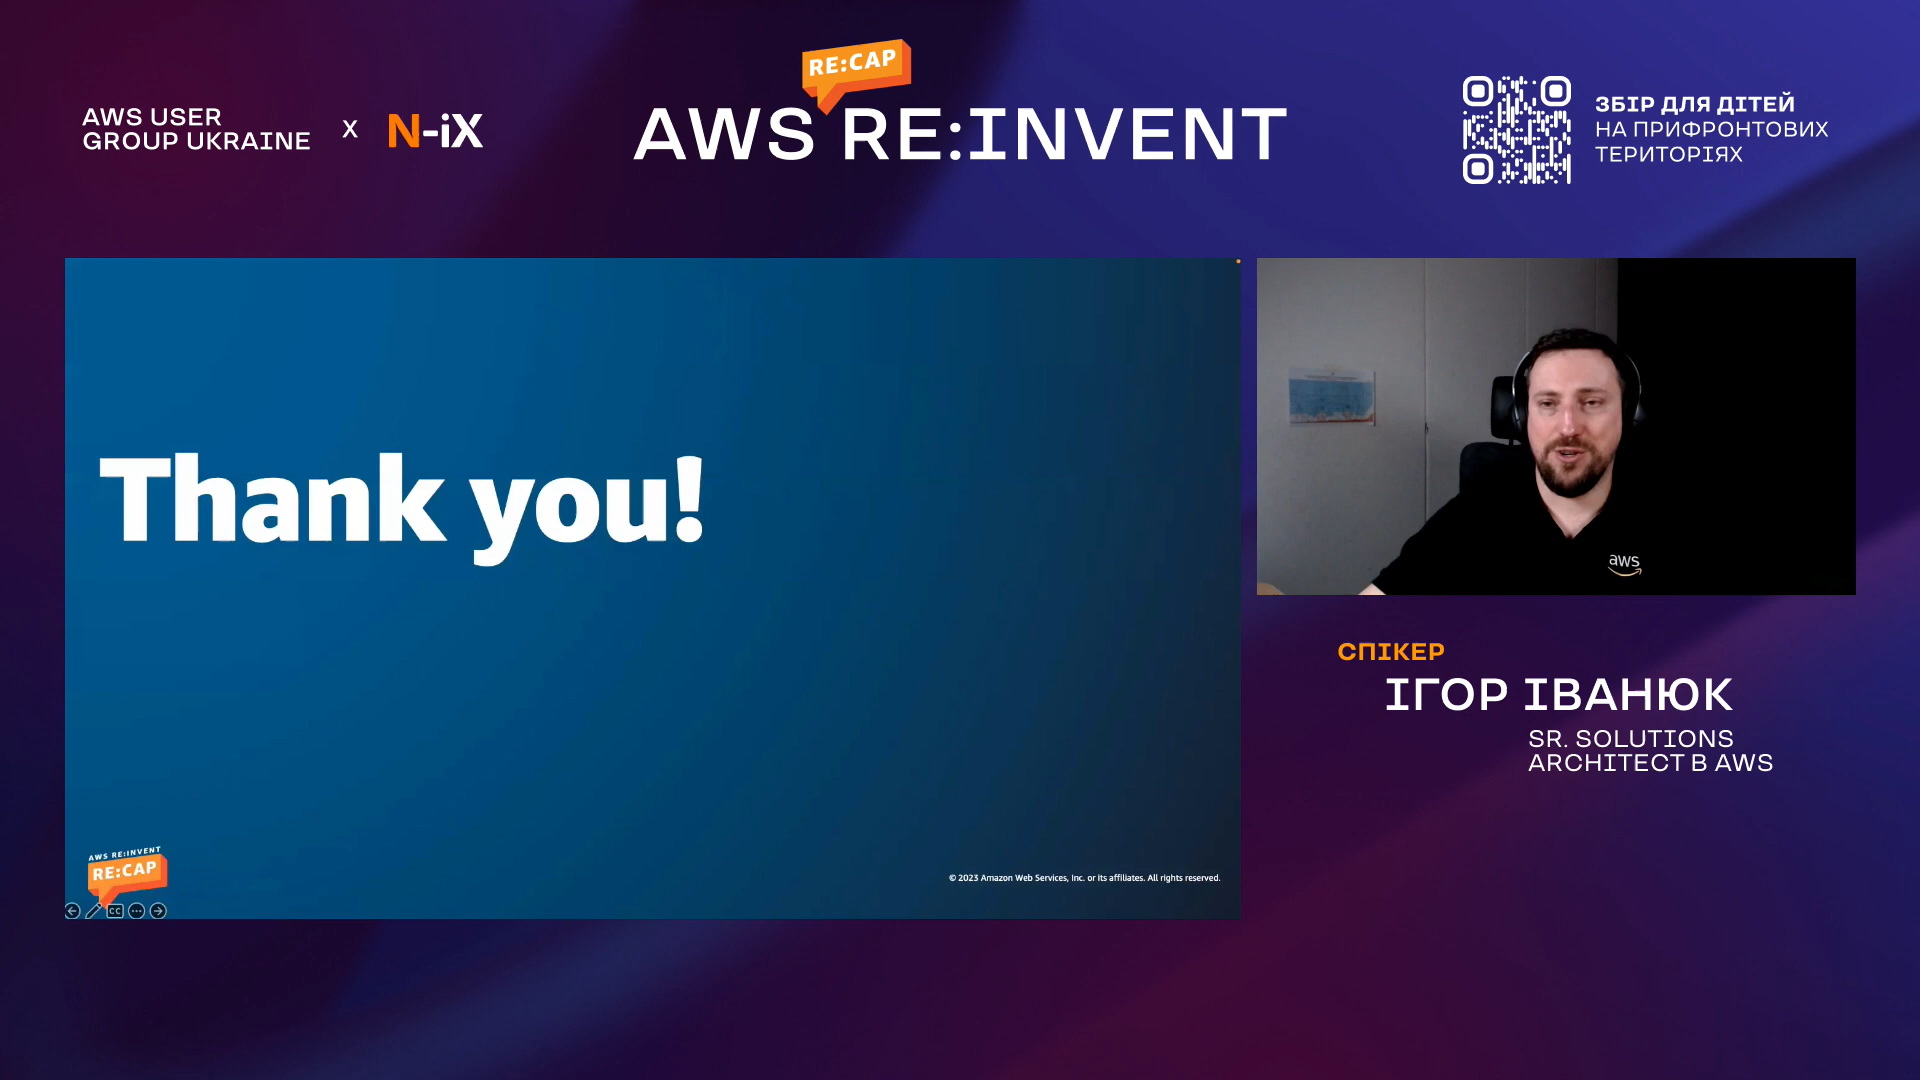 AWS USER
GROUP UKRAINE
X
N-iX
RE:CAP
AWS RE:INVENT
ЗБІР ДЛЯ ДІТЕЙ
НА ПРИФРОНТОВИХ
ТЕРИТОРІЯХ
Thank you!
aws
СПІКЕР
ІГОР ІВАНЮК
SR. SOLUTIONS
ARCHITECT В AWS
AWS RE:INVENT
RE:CAP
© 2023 Amazon Web Services, Inc. or its affiliates. All rights reserved.
CC